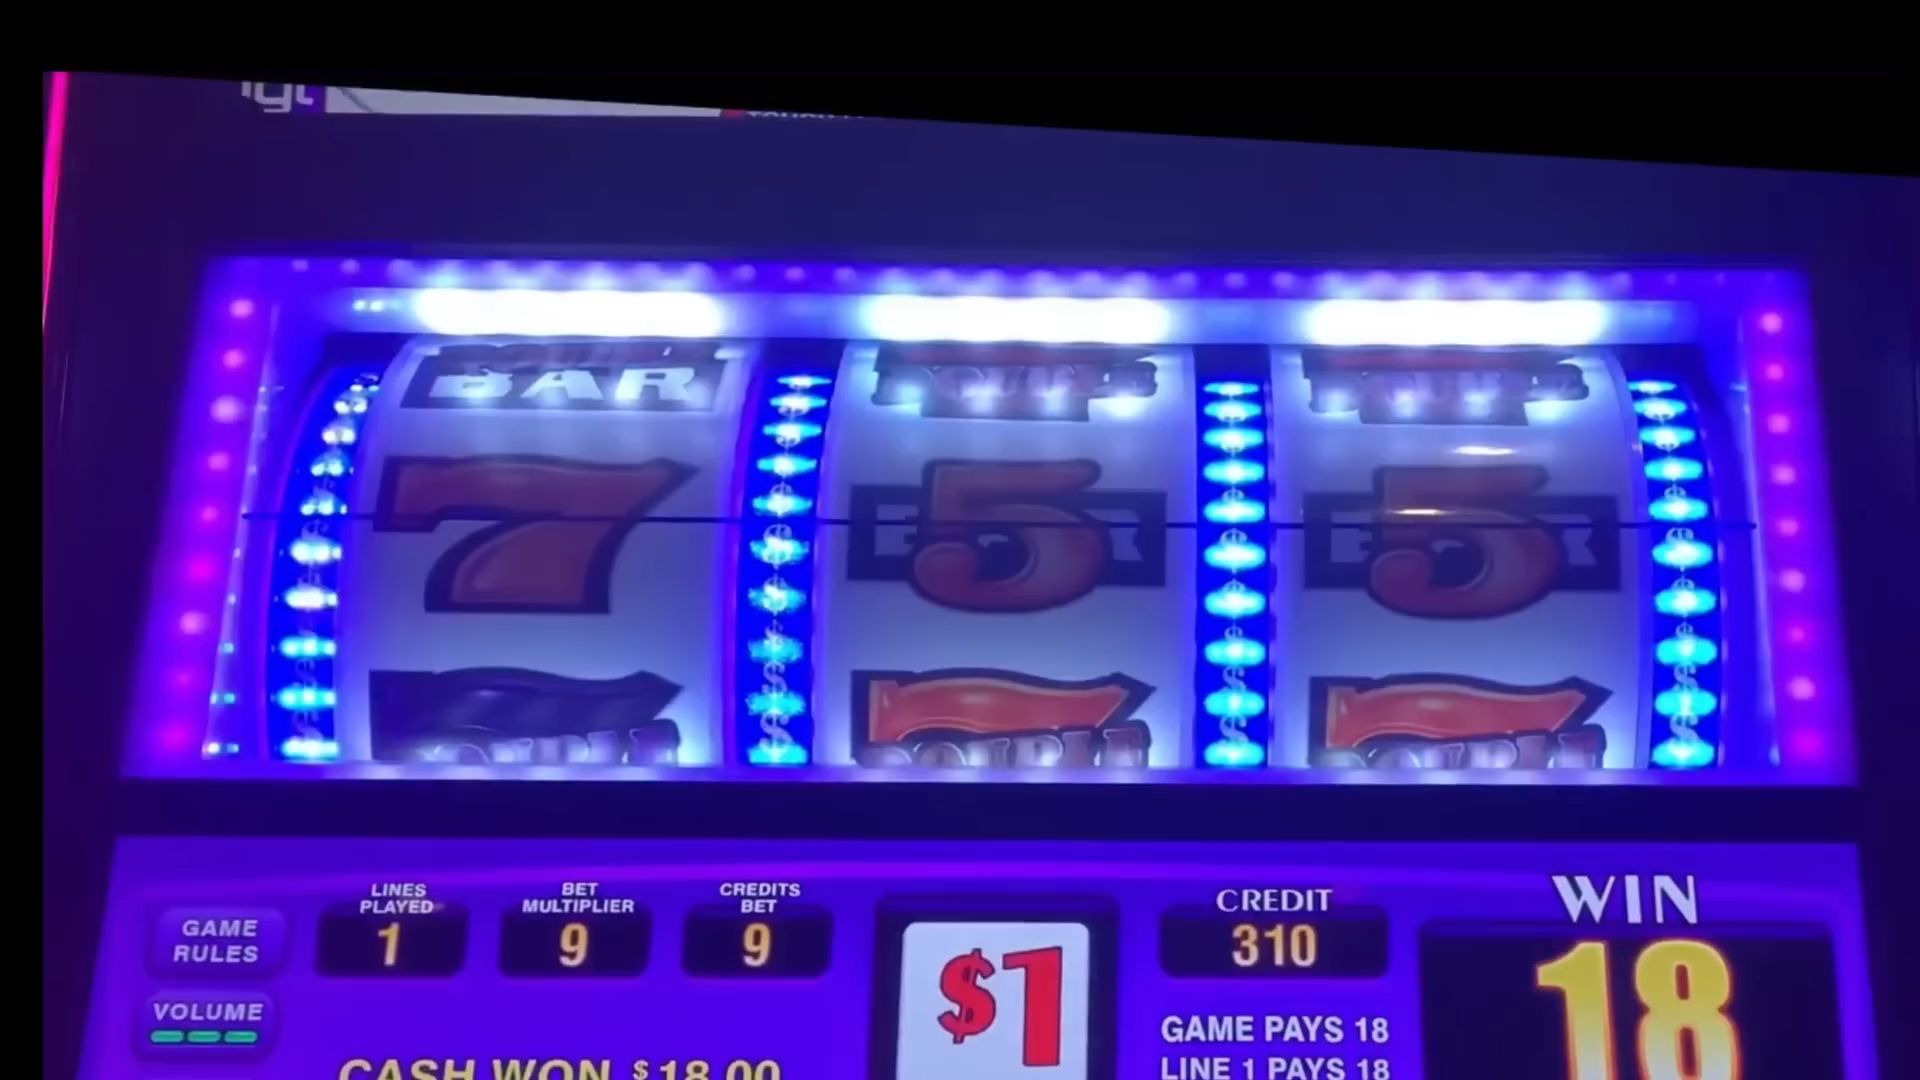 igt
BAR
7
5
5
LINES PLAYED
1
BET MULTIPLIER
9
CREDITS BET
9
CREDIT
310
WIN
18
GAME RULES
VOLUME
$1
GAME PAYS 18
LINE 1 PAYS 18
CASH WON $18.00